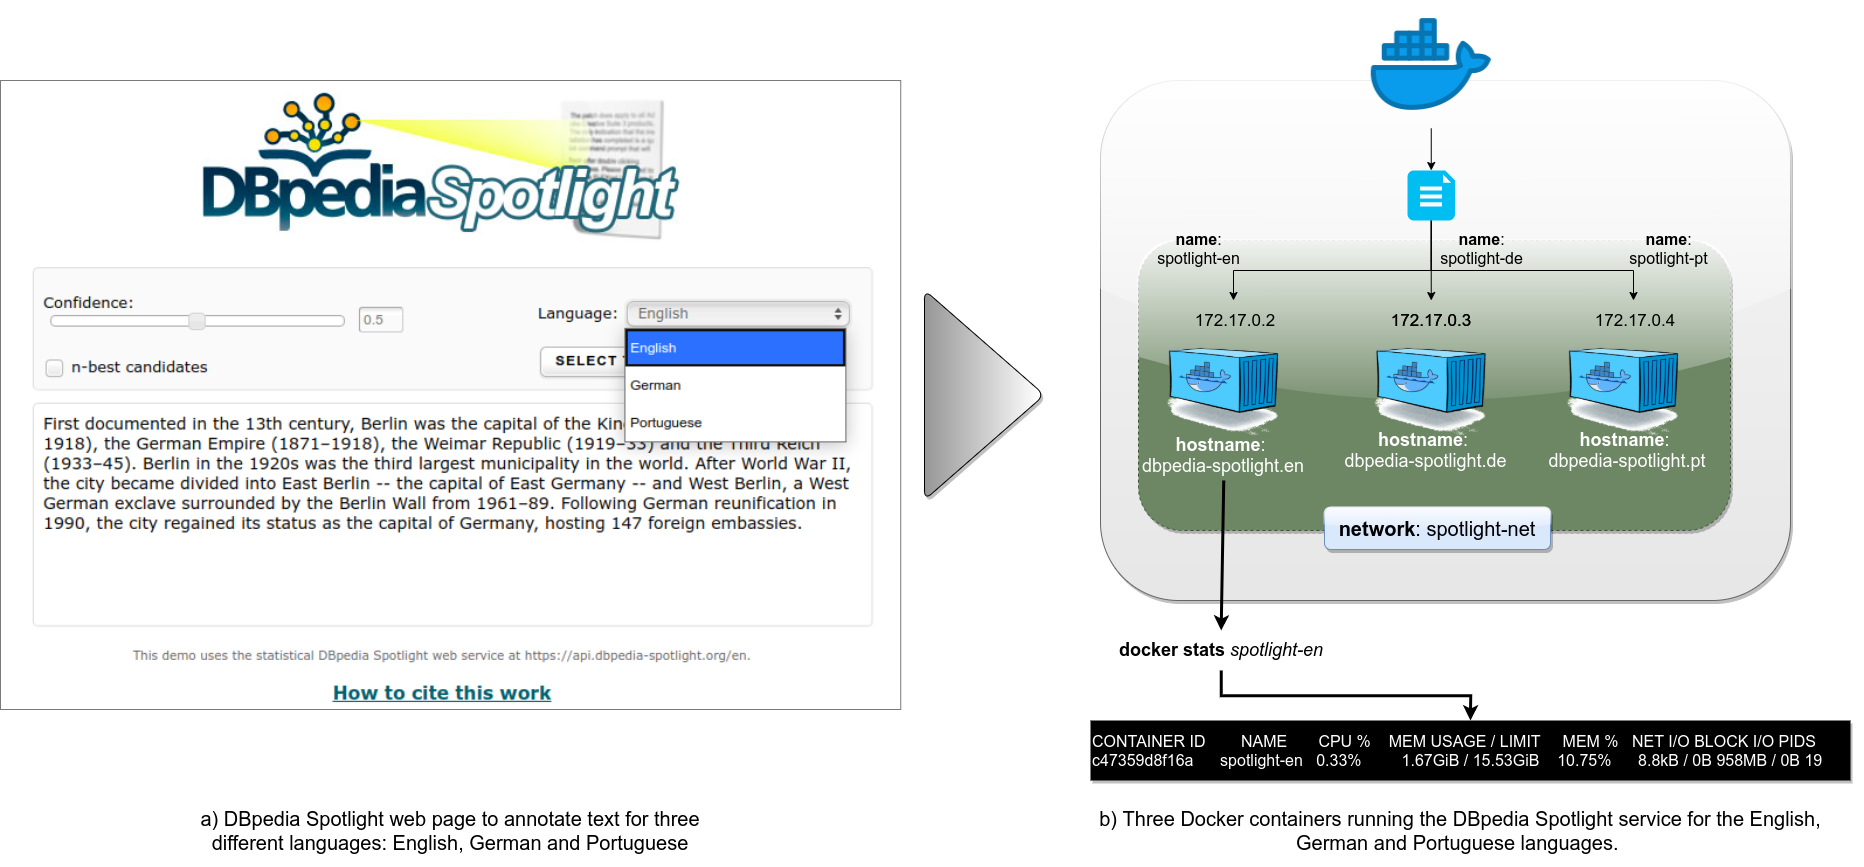 DBpedia Spotlight
Confidence:
0.5
Language:
English
English
German
Portuguese
n-best candidates
SELECT
First documented in the 13th century, Berlin was the capital of the
1918), the German Empire (1871–1918), the Weimar Republic (1919–33) and the Third Reich
(1933–45). Berlin in the 1920s was the third largest municipality in the world. After World War II,
the city became divided into East Berlin -- the capital of East Germany -- and West Berlin, a West
German exclave surrounded by the Berlin Wall from 1961–89. Following German reunification in
1990, the city regained its status as the capital of Germany, hosting 147 foreign embassies.
This demo uses the statistical DBpedia Spotlight web service at https://api.dbpedia-spotlight.org/en.
How to cite this work
a) DBpedia Spotlight web page to annotate text for three
different languages: English, German and Portuguese
name:
spotlight-en
name:
spotlight-de
name:
spotlight-pt
172.17.0.2
172.17.0.3
172.17.0.4
hostname:
dbpedia-spotlight.en
hostname:
dbpedia-spotlight.de
hostname:
dbpedia-spotlight.pt
network: spotlight-net
docker stats spotlight-en
CONTAINER ID NAME CPU % MEM USAGE / LIMIT MEM % NET I/O BLOCK I/O PIDS
c47359d8f16a spotlight-en 0.33% 1.67GiB / 15.53GiB 10.75% 8.8kB / 0B 958MB / 0B 19
b) Three Docker containers running the DBpedia Spotlight service for the English,
German and Portuguese languages.